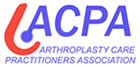 ACPA
ARTHROPLASTY CARE
PRACTITIONERS ASSOCIATION